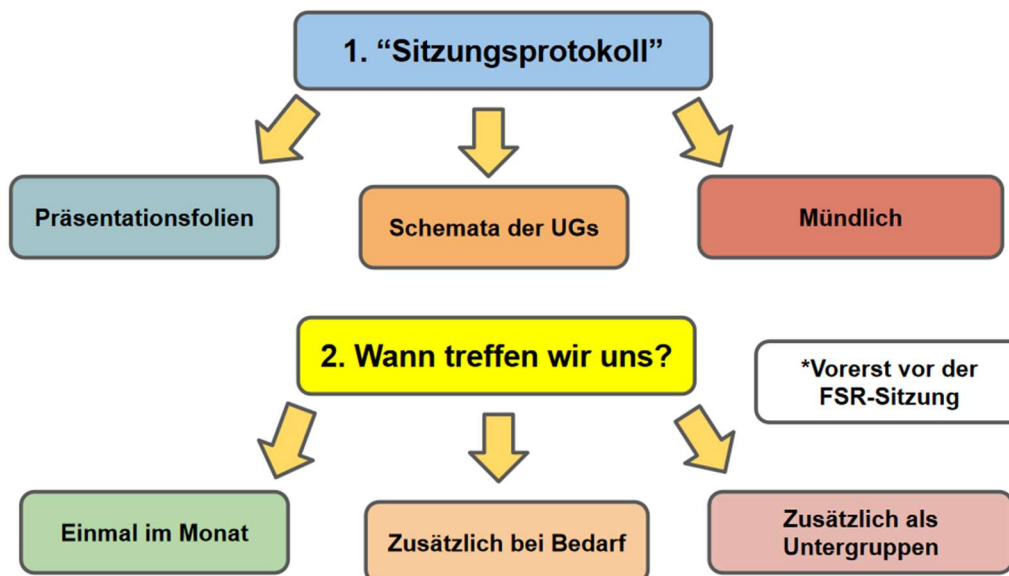 1. “Sitzungsprotokoll”
Präsentationsfolien
Schemata der UGs
Mündlich
2. Wann treffen wir uns?
*Vorerst vor der
FSR-Sitzung
Einmal im Monat
Zusätzlich bei Bedarf
Zusätzlich als
Untergruppen